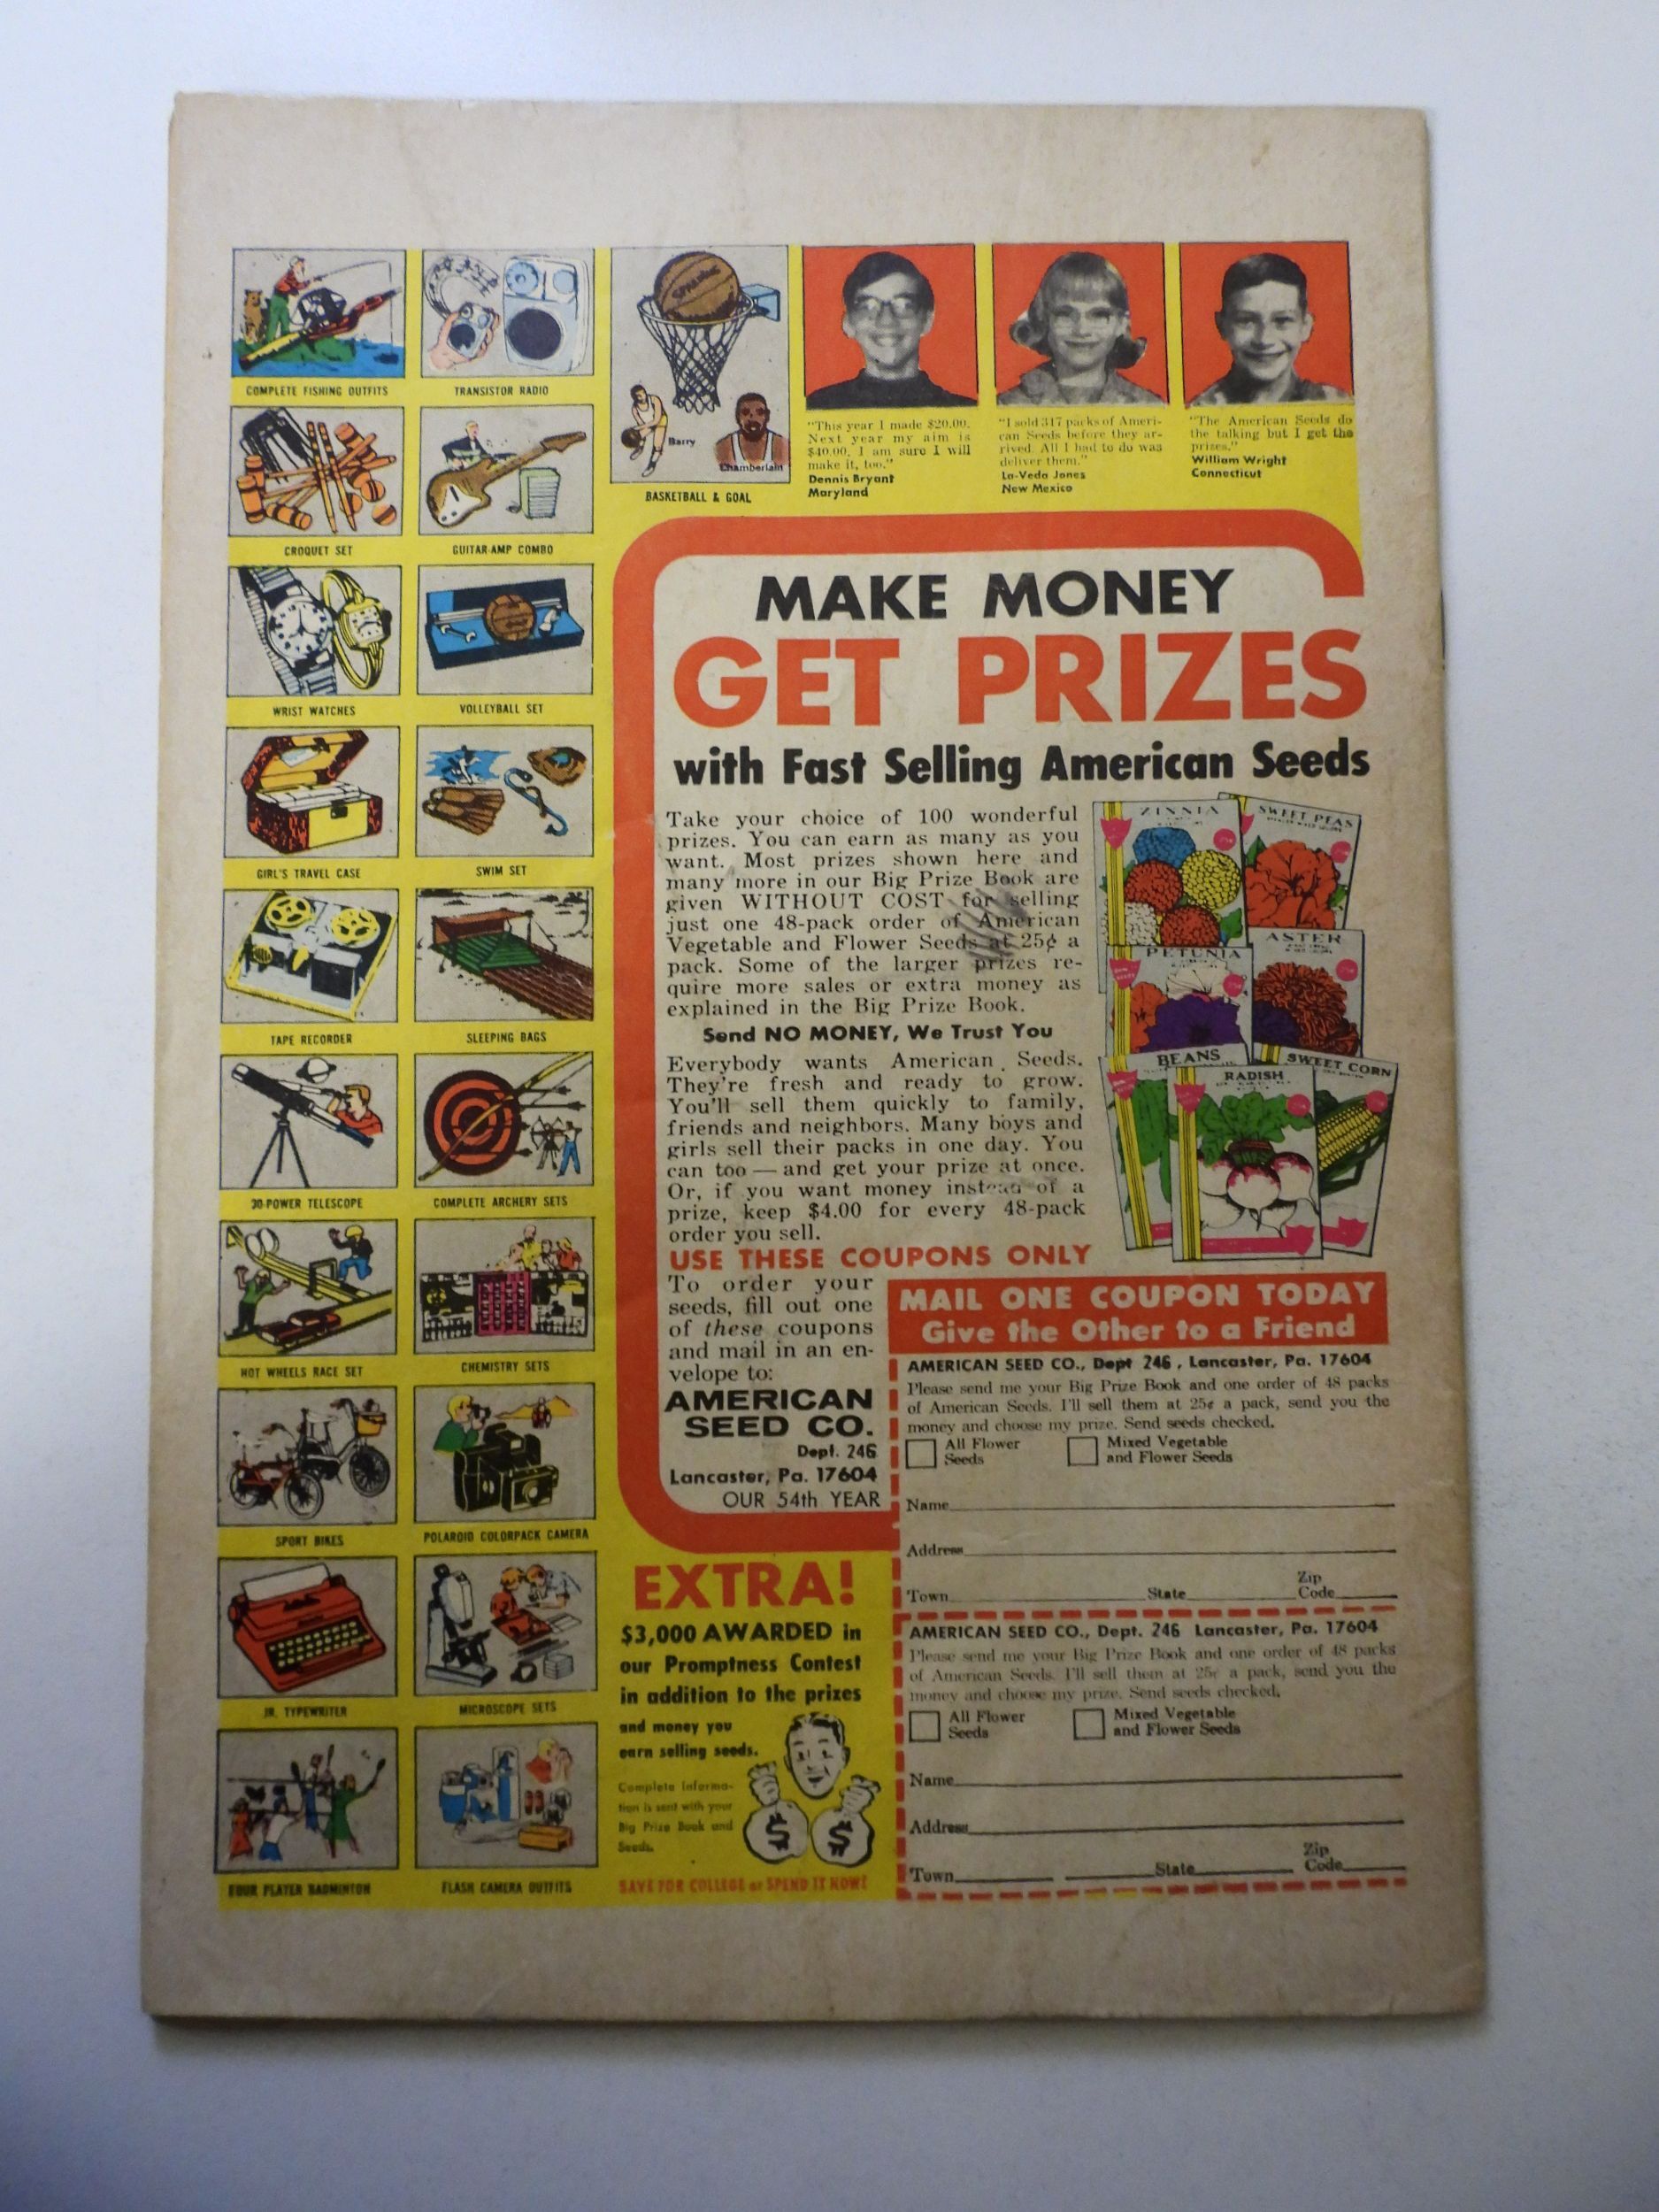 COMPLETE FISHING OUTFITS
TRANSISTOR RADIO
CROQUET SET
GUITAR-AMP COMBO
WRIST WATCHES
VOLLEYBALL SET
GIRL'S TRAVEL CASE
SWIM SET
TAPE RECORDER
SLEEPING BAGS
30-POWER TELESCOPE
COMPLETE ARCHERY SETS
HOT WHEELS RACE SET
CHEMISTRY SETS
SPORT BIKES
POLAROID COLORPACK CAMERA
JR. TYPEWRITER
MICROSCOPE SETS
FOUR PLAYER BADMINTON
FLASH CAMERA OUTFITS
Spalding
Barry
Chamberlain
BASKETBALL & GOAL
"This year I made $20.00.
Next year my aim is
$40.00. I am sure I will
make it, too."
Dennis Bryant
Maryland
"I sold 317 packs of Ameri-
can Seeds before they ar-
rived. All I had to do was
deliver them."
La-Veda Jones
New Mexico
"The American Seeds do
the talking but I get the
prizes."
William Wright
Connecticut
MAKE MONEY
GET PRIZES
with Fast Selling American Seeds
Take your choice of 100 wonderful
prizes. You can earn as many as you
want. Most prizes shown here and
many more in our Big Prize Book are
given WITHOUT COST for selling
just one 48-pack order of American
Vegetable and Flower Seeds at 25¢ a
pack. Some of the larger prizes re-
quire more sales or extra money as
explained in the Big Prize Book.
Send NO MONEY, We Trust You
Everybody wants American Seeds.
They're fresh and ready to grow.
You'll sell them quickly to family,
friends and neighbors. Many boys and
girls sell their packs in one day. You
can too — and get your prize at once.
Or, if you want money instead of a
prize, keep $4.00 for every 48-pack
order you sell.
ZINNIA
SWEET PEAS
PETUNIA
ASTER
BEANS
RADISH
SWEET CORN
USE THESE COUPONS ONLY
To order your
seeds, fill out one
of these coupons
and mail in an en-
velope to:
AMERICAN
SEED CO.
Dept. 246
Lancaster, Pa. 17604
OUR 54th YEAR
MAIL ONE COUPON TODAY
Give the Other to a Friend
AMERICAN SEED CO., Dept 246, Lancaster, Pa. 17604
Please send me your Big Prize Book and one order of 48 packs
of American Seeds. I'll sell them at 25¢ a pack, send you the
money and choose my prize. Send seeds checked.
All Flower
Seeds
Mixed Vegetable
and Flower Seeds
Name
Address
Town State Zip
Code
AMERICAN SEED CO., Dept. 246 Lancaster, Pa. 17604
Please send me your Big Prize Book and one order of 48 packs
of American Seeds. I'll sell them at 25¢ a pack, send you the
money and choose my prize. Send seeds checked.
All Flower
Seeds
Mixed Vegetable
and Flower Seeds
Name
Address
Town State Zip
Code
EXTRA!
$3,000 AWARDED in
our Promptness Contest
in addition to the prizes
and money you
earn selling seeds.
Complete Informa-
tion is sent with your
Big Prize Book and
Seeds.
$ $
SAVE FOR COLLEGE or SPEND IT NOW!